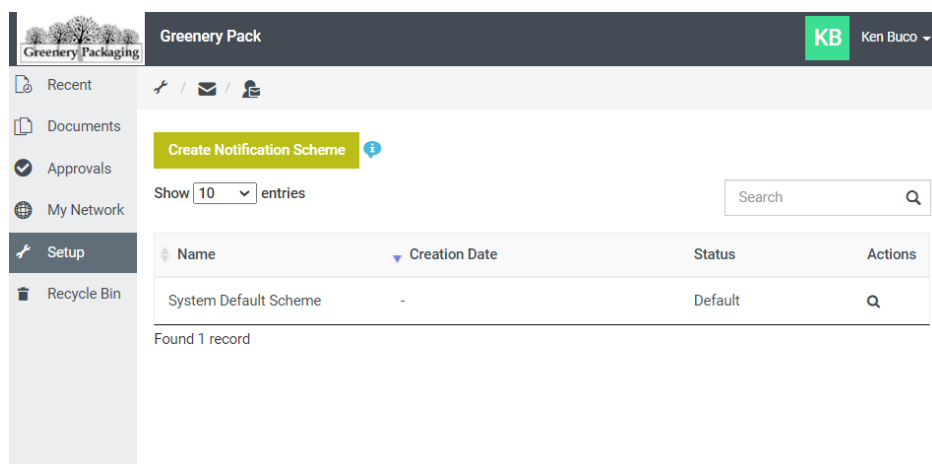 Greenery Packaging
Greenery Pack
KB
Ken Buco
Recent
Documents
Approvals
My Network
Setup
Recycle Bin
Create Notification Scheme
Show 10 entries
Search
Name Creation Date Status Actions
System Default Scheme - Default
Found 1 record